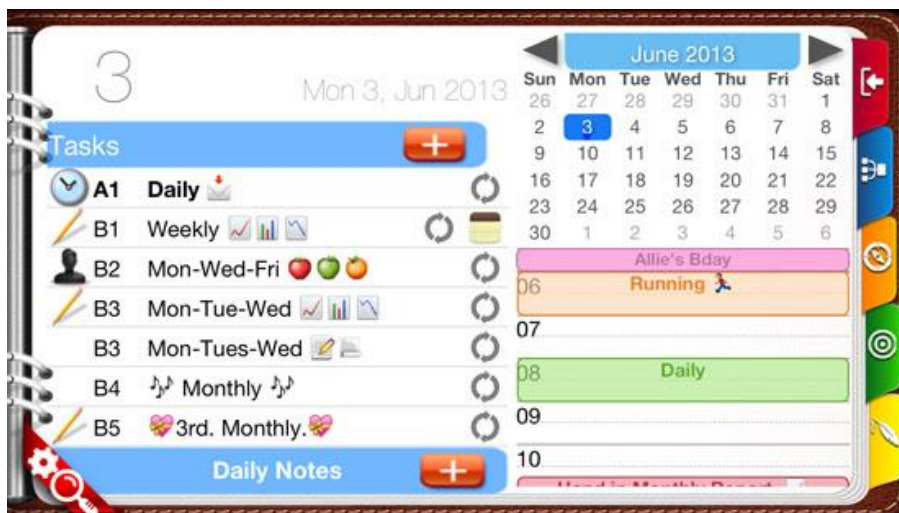 3
Mon 3, Jun 2013
Tasks
A1 Daily
B1 Weekly
B2 Mon-Wed-Fri
B3 Mon-Tue-Wed
B3 Mon-Tues-Wed
B4 Monthly
B5 3rd. Monthly.
Daily Notes
June 2013
Sun Mon Tue Wed Thu Fri Sat
26 27 28 29 30 31 1
2 3 4 5 6 7 8
9 10 11 12 13 14 15
16 17 18 19 20 21 22
23 24 25 26 27 28 29
30 1 2 3 4 5 6
Allie's Bday
06 Running
07
08 Daily
09
10
Hand in Monthly Report